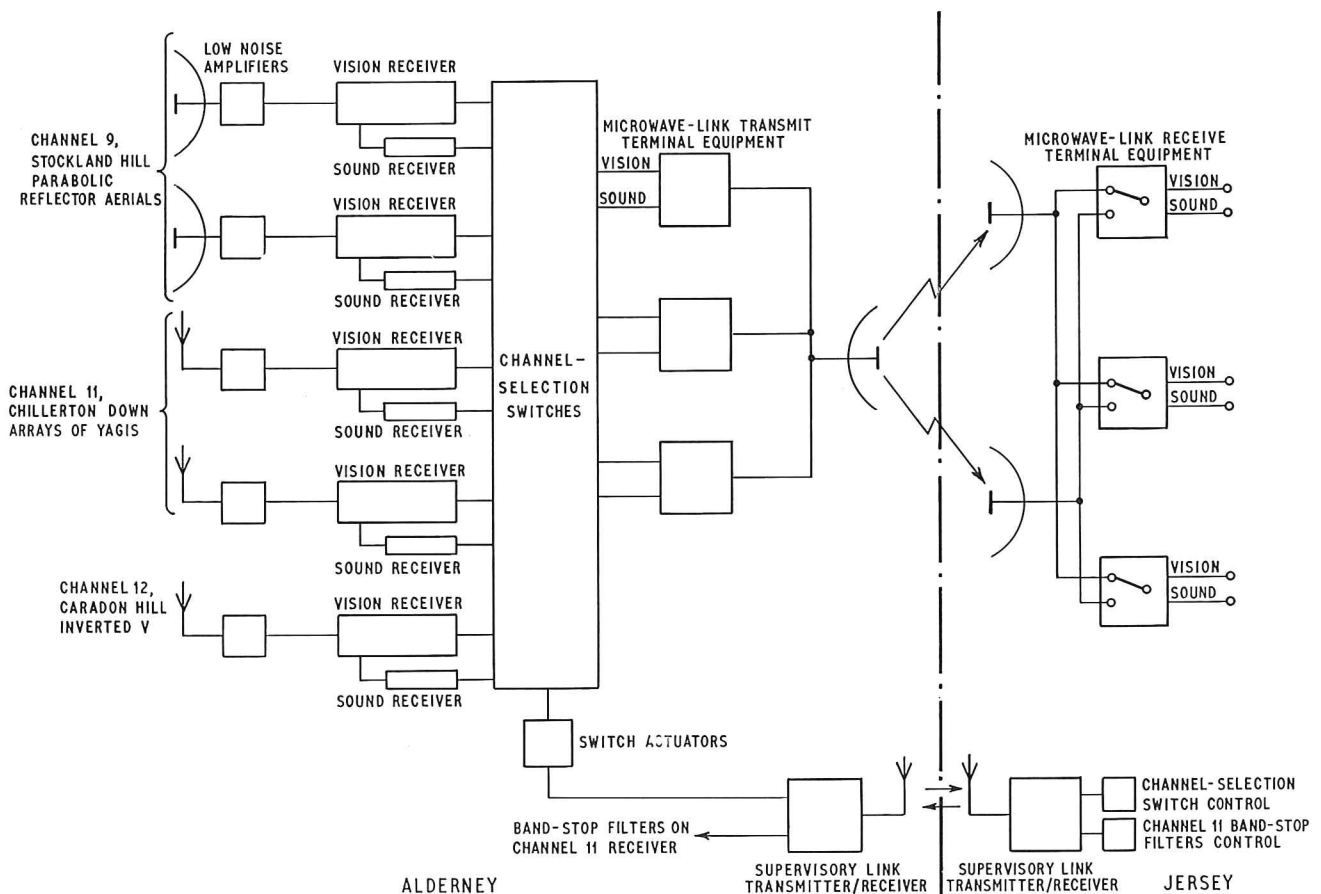 LOW NOISE
AMPLIFIERS
VISION RECEIVER
SOUND RECEIVER
CHANNEL 9,
STOCKLAND HILL
PARABOLIC
REFLECTOR AERIALS
VISION RECEIVER
SOUND RECEIVER
CHANNEL 11,
CHILLERTON DOWN
ARRAYS OF YAGIS
VISION RECEIVER
SOUND RECEIVER
VISION RECEIVER
SOUND RECEIVER
CHANNEL 12,
CARADON HILL
INVERTED V
VISION RECEIVER
SOUND RECEIVER
CHANNEL-
SELECTION
SWITCHES
MICROWAVE-LINK TRANSMIT
TERMINAL EQUIPMENT
VISION
SOUND
MICROWAVE-LINK RECEIVE
TERMINAL EQUIPMENT
VISION
SOUND
VISION
SOUND
VISION
SOUND
SWITCH ACTUATORS
BAND-STOP FILTERS ON
CHANNEL 11 RECEIVER
SUPERVISORY LINK
TRANSMITTER/RECEIVER
SUPERVISORY LINK
TRANSMITTER/RECEIVER
CHANNEL-SELECTION
SWITCH CONTROL
CHANNEL 11 BAND-STOP
FILTERS CONTROL
ALDERNEY
JERSEY